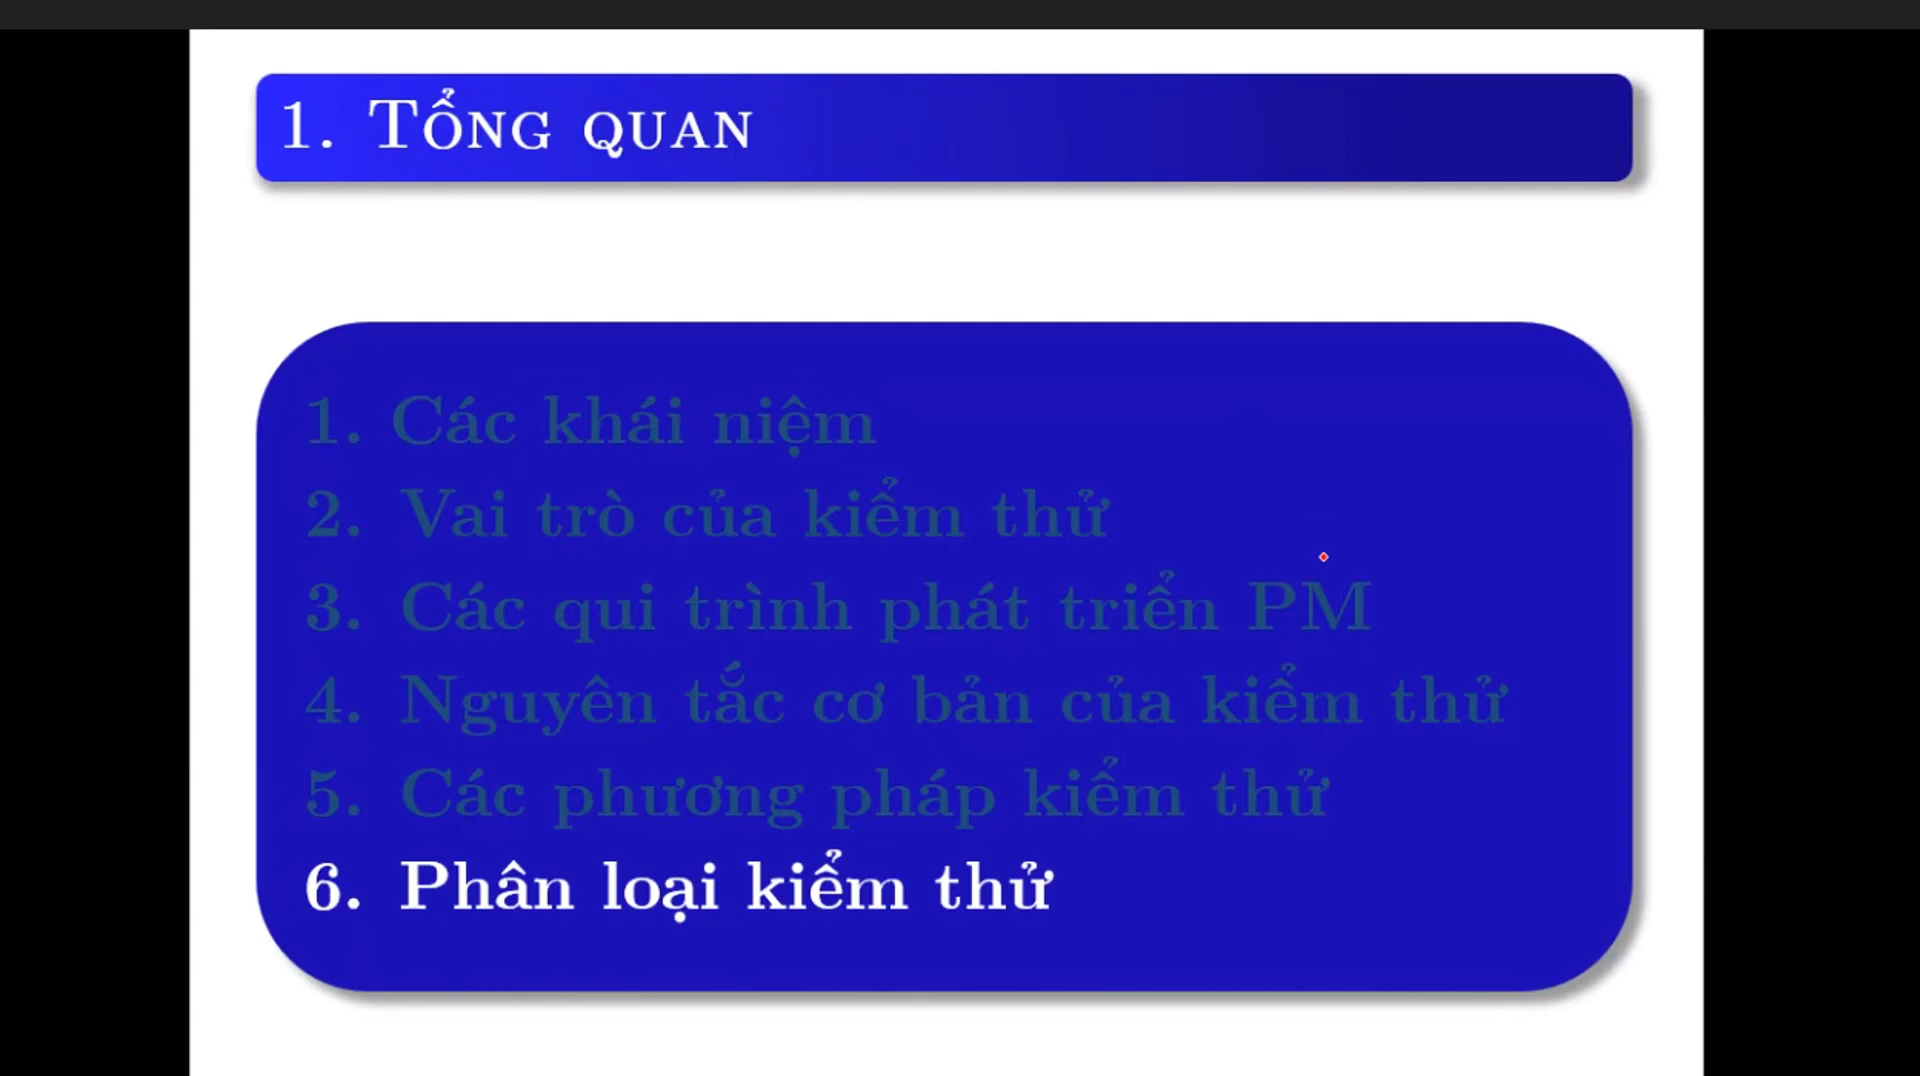 1. Tổng quan
1. Các khái niệm
2. Vai trò của kiểm thử
3. Các qui trình phát triển PM
4. Nguyên tắc cơ bản của kiểm thử
5. Các phương pháp kiểm thử
6. Phân loại kiểm thử